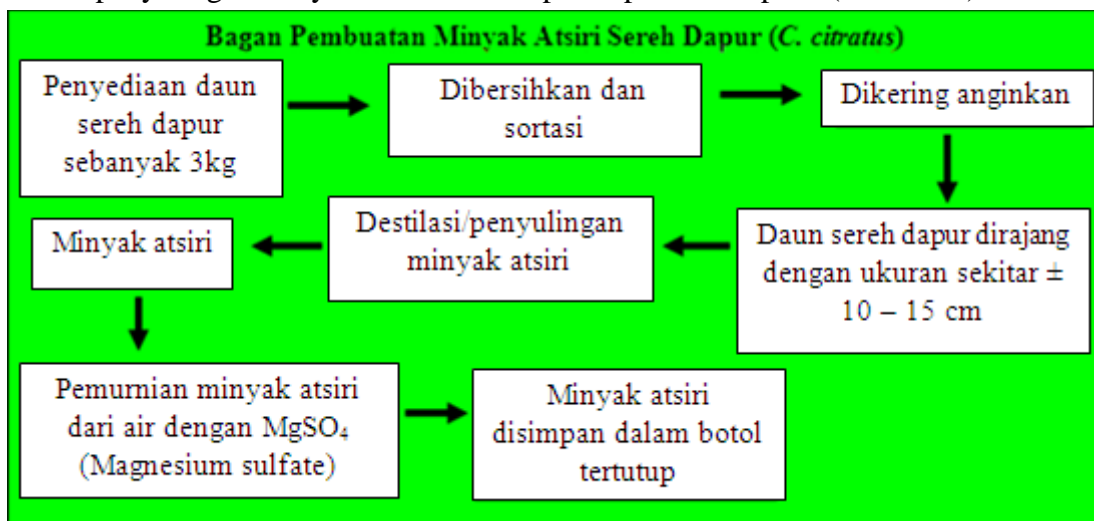 Bagan Pembuatan Minyak Atsiri Sereh Dapur (C. citratus)
Penyediaan daun
sereh dapur
sebanyak 3kg
Dibersihkan dan
sortasi
Dikering anginkan
Daun sereh dapur dirajang
dengan ukuran sekitar ±
10 – 15 cm
Destilasi/penyulingan
minyak atsiri
Minyak atsiri
Pemurnian minyak atsiri
dari air dengan MgSO₄
(Magnesium sulfate)
Minyak atsiri
disimpan dalam botol
tertutup